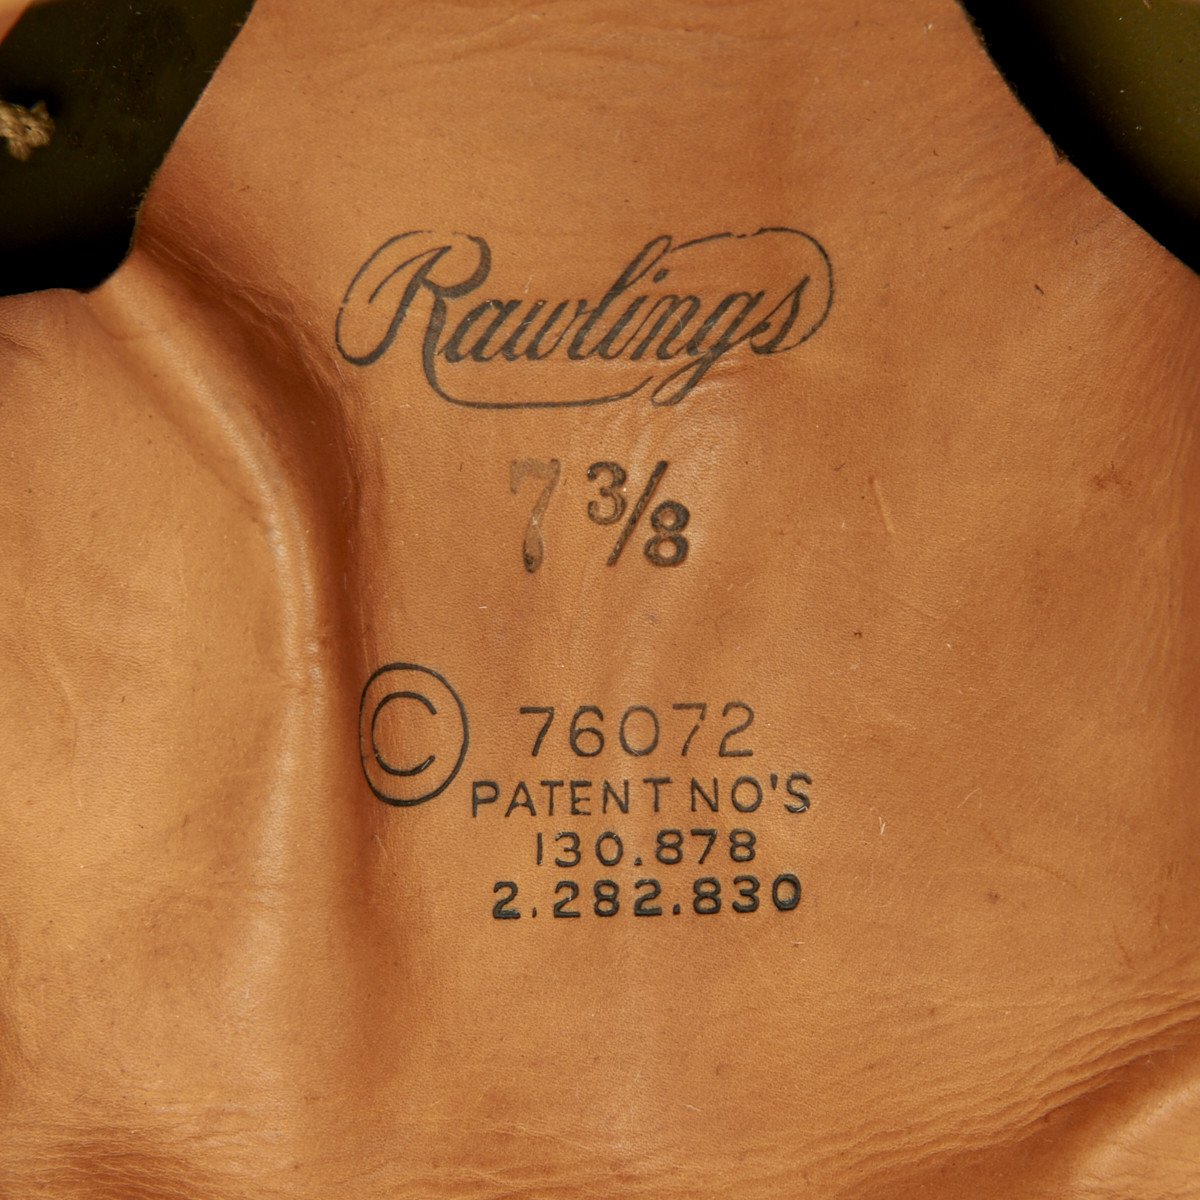 Rawlings
7 3/8
© 76072
PATENT NO'S
130.878
2.282.830